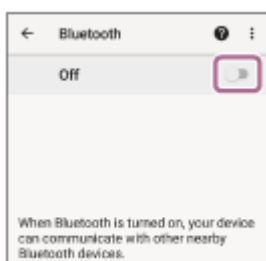 Bluetooth
Off
When Bluetooth is turned on, your device
can communicate with other nearby
Bluetooth devices.